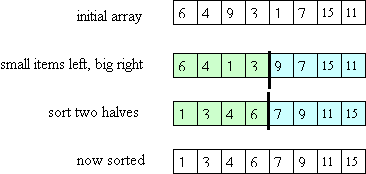 initial array 6 4 9 3 1 7 15 11
small items left, big right 6 4 1 3 9 7 15 11
sort two halves 1 3 4 6 7 9 11 15
now sorted 1 3 4 6 7 9 11 15